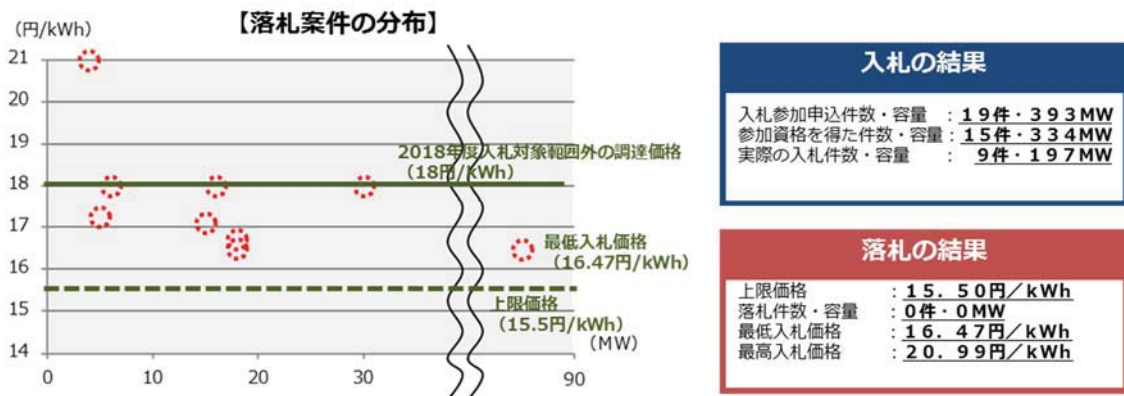 【落札案件の分布】
(円/kWh)
21
20
19
18
17
16
15
14
2018年度入札対象範囲外の調達価格
(18円/kWh)
最低入札価格
(16.47円/kWh)
上限価格
(15.5円/kWh)
(MW)
0 10 20 30 90
入札の結果
入札参加申込件数・容量 :19件・393MW
参加資格を得た件数・容量:15件・334MW
実際の入札件数・容量 : 9件・197MW
落札の結果
上限価格 :15.50円/kWh
落札件数・容量 :0件・0MW
最低入札価格 :16.47円/kWh
最高入札価格 :20.99円/kWh